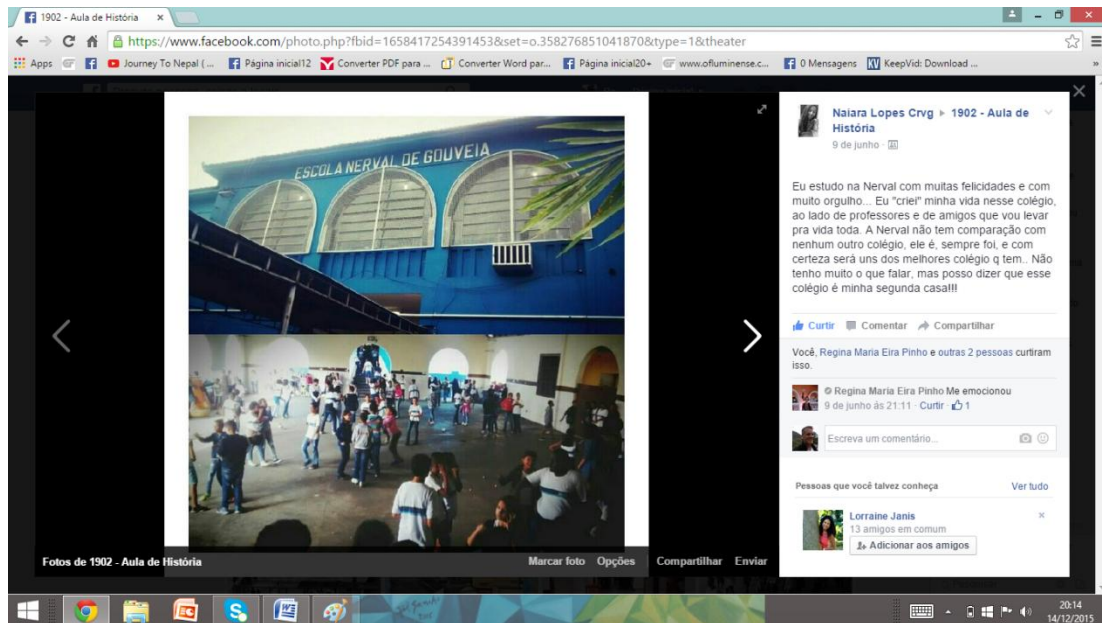 1902 - Aula de História
https://www.facebook.com/photo.php?fbid=1658417254391453&set=o.358276851041870&type=1&theater
Apps
Journey To Nepal ( ...
Página inicial12
Converter PDF para ...
Converter Word par...
Página inicial20+
www.ofluminense.c...
0 Mensagens
KeepVid: Download ...
»
ESCOLA NERVAL DE GOUVEIA
Naiara Lopes Crvg ▸ 1902 - Aula de
História
9 de junho ·
Eu estudo na Nerval com muitas felicidades e com
muito orgulho... Eu "criei" minha vida nesse colégio,
ao lado de professores e de amigos que vou levar
pra vida toda. A Nerval não tem comparação com
nenhum outro colégio, ele é, sempre foi, e com
certeza será uns dos melhores colégio q tem.. Não
tenho muito o que falar, mas posso dizer que esse
colégio é minha segunda casa!!!
Curtir Comentar Compartilhar
Você, Regina Maria Eira Pinho e outras 2 pessoas curtiram
isso.
Regina Maria Eira Pinho Me emocionou
9 de junho às 21:11 · Curtir · 1
Escreva um comentário...
Pessoas que você talvez conheça Ver tudo
Lorraine Janis
13 amigos em comum
Adicionar aos amigos
Fotos de 1902 - Aula de História
Marcar foto Opções Compartilhar Enviar
20:14
14/12/2015